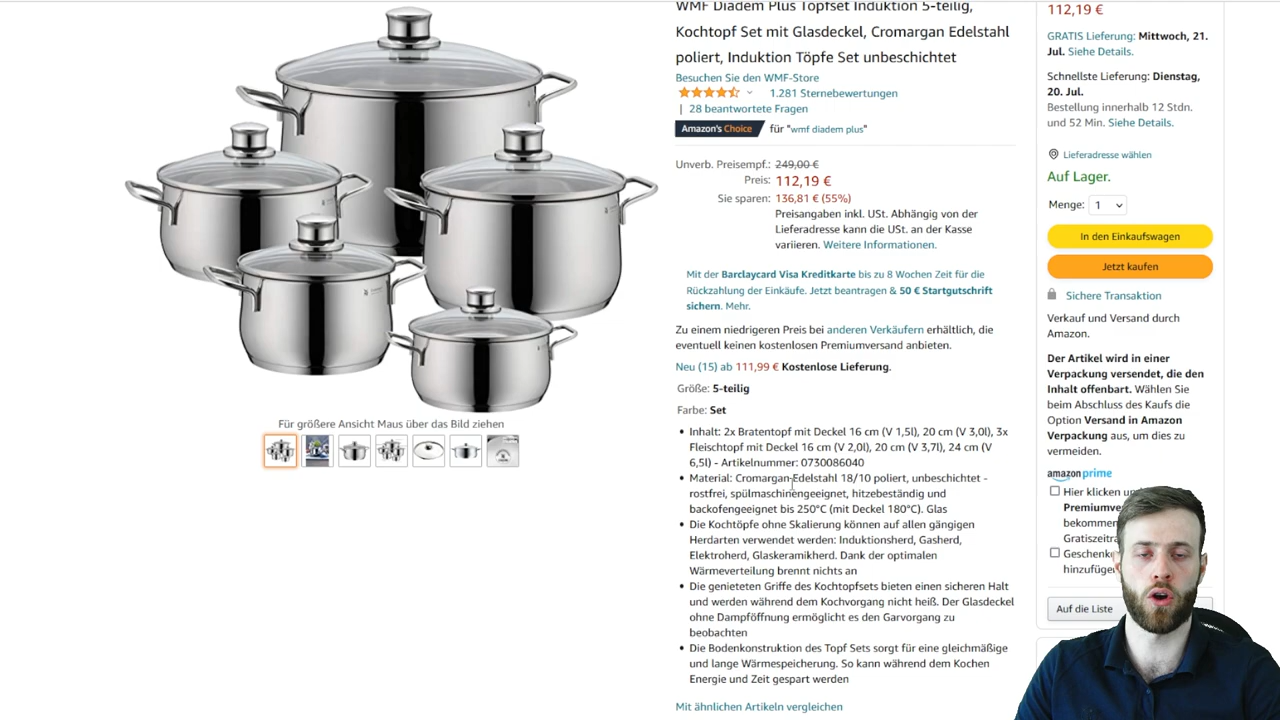 WMF Diadem Plus Topfset Induktion 5-teilig,
Kochtopf Set mit Glasdeckel, Cromargan Edelstahl
poliert, Induktion Töpfe Set unbeschichtet
Besuchen Sie den WMF-Store
1.281 Sternebewertungen
| 28 beantwortete Fragen
Amazon's Choice für "wmf diadem plus"
Unverb. Preisempf.: 249,00 €
Preis: 112,19 €
Sie sparen: 136,81 € (55%)
Preisangaben inkl. USt. Abhängig von der
Lieferadresse kann die USt. an der Kasse
variieren. Weitere Informationen.
Mit der Barclaycard Visa Kreditkarte bis zu 8 Wochen Zeit für die
Rückzahlung der Einkäufe. Jetzt beantragen & 50 € Startgutschrift
sichern. Mehr.
Zu einem niedrigeren Preis bei anderen Verkäufern erhältlich, die
eventuell keinen kostenlosen Premiumversand anbieten.
Neu (15) ab 111,99 € Kostenlose Lieferung.
Größe: 5-teilig
Farbe: Set
• Inhalt: 2x Bratentopf mit Deckel 16 cm (V 1,5l), 20 cm (V 3,0l), 3x
Fleischtopf mit Deckel 16 cm (V 2,0l), 20 cm (V 3,7l), 24 cm (V
6,5l) - Artikelnummer: 0730086040
• Material: Cromargan Edelstahl 18/10 poliert, unbeschichtet -
rostfrei, spülmaschinengeeignet, hitzebeständig und
backofengeeignet bis 250°C (mit Deckel 180°C). Glas
• Die Kochtöpfe ohne Skalierung können auf allen gängigen
Herdarten verwendet werden: Induktionsherd, Gasherd,
Elektroherd, Glaskeramikherd. Dank der optimalen
Wärmeverteilung brennt nichts an
• Die genieteten Griffe des Kochtopfsets bieten einen sicheren Halt
und werden während dem Kochvorgang nicht heiß. Der Glasdeckel
ohne Dampföffnung ermöglicht es den Garvorgang zu
beobachten
• Die Bodenkonstruktion des Topf Sets sorgt für eine gleichmäßige
und lange Wärmespeicherung. So kann während dem Kochen
Energie und Zeit gespart werden
Mit ähnlichen Artikeln vergleichen
Für größere Ansicht Maus über das Bild ziehen
112,19 €
GRATIS Lieferung: Mittwoch, 21.
Jul. Siehe Details.
Schnellste Lieferung: Dienstag,
20. Jul.
Bestellung innerhalb 12 Stdn.
und 52 Min. Siehe Details.
Lieferadresse wählen
Auf Lager.
Menge: 1
In den Einkaufswagen
Jetzt kaufen
Sichere Transaktion
Verkauf und Versand durch
Amazon.
Der Artikel wird in einer
Verpackung versendet, die den
Inhalt offenbart. Wählen Sie
beim Abschluss des Kaufs die
Option Versand in Amazon
Verpackung aus, um dies zu
vermeiden.
amazon prime
Hier klicken
bekommen
Auf die Liste